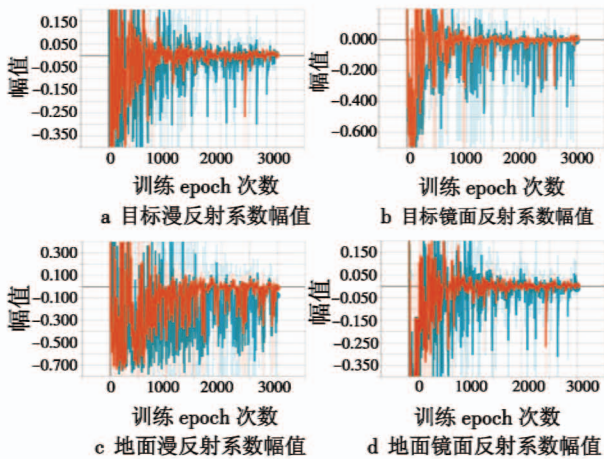 幅值
0.150
0.050
−0.050
−0.150
−0.250
−0.350
0 1000 2000 3000
训练 epoch 次数
a 目标漫反射系数幅值
幅值
0.000
−0.200
−0.400
−0.600
0 1000 2000 3000
训练 epoch 次数
b 目标镜面反射系数幅值
幅值
0.300
0.100
−0.100
−0.300
−0.500
−0.700
0 1000 2000 3000
训练 epoch 次数
c 地面漫反射系数幅值
幅值
0.150
0.050
−0.050
−0.150
−0.250
−0.350
0 1000 2000 3000
训练 epoch 次数
d 地面镜面反射系数幅值